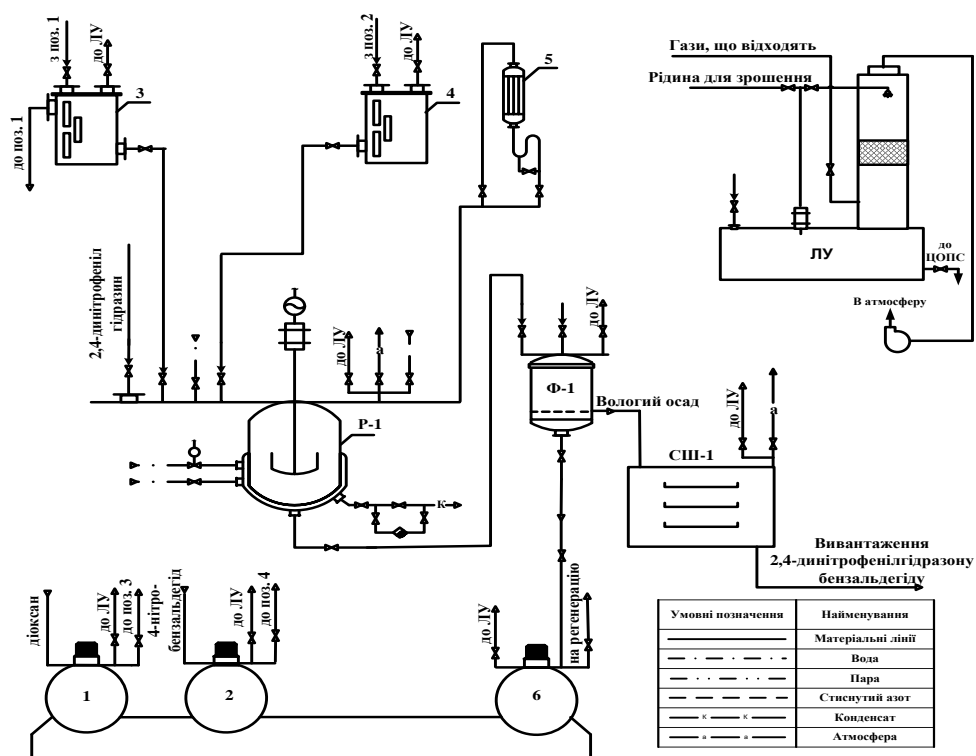 з поз. 1
до ЛУ
3
до поз. 1
з поз. 2
до ЛУ
4
5
Гази, що відходять
Рідина для зрошення
ЛУ
до
ЦОПС
В атмосферу
2,4-динітрофеніл
гідразин
до ЛУ
а
Р-1
к
до ЛУ
Ф-1
Вологий осад
до ЛУ
а
СШ-1
Вивантаження
2,4-динітрофенілгідразону
бензальдегіду
діоксан
до ЛУ
до поз. 3
1
4-нітро-
бензальдегід
до ЛУ
до поз. 4
2
до ЛУ
на регенерацію
6
Умовні позначення Найменування
Матеріальні лінії
Вода
Пара
Стиснутий азот
к к Конденсат
а а Атмосфера